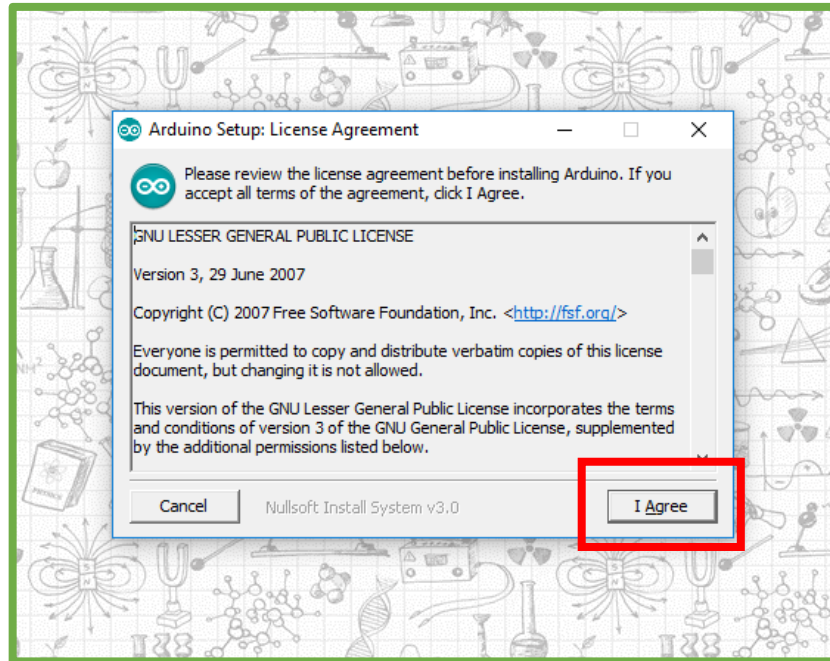 Arduino Setup: License Agreement
Please review the license agreement before installing Arduino. If you
accept all terms of the agreement, click I Agree.
GNU LESSER GENERAL PUBLIC LICENSE
Version 3, 29 June 2007
Copyright (C) 2007 Free Software Foundation, Inc. <http://fsf.org/>
Everyone is permitted to copy and distribute verbatim copies of this license
document, but changing it is not allowed.
This version of the GNU Lesser General Public License incorporates the terms
and conditions of version 3 of the GNU General Public License, supplemented
by the additional permissions listed below.
Cancel
Nullsoft Install System v3.0
I Agree
PHYSICS